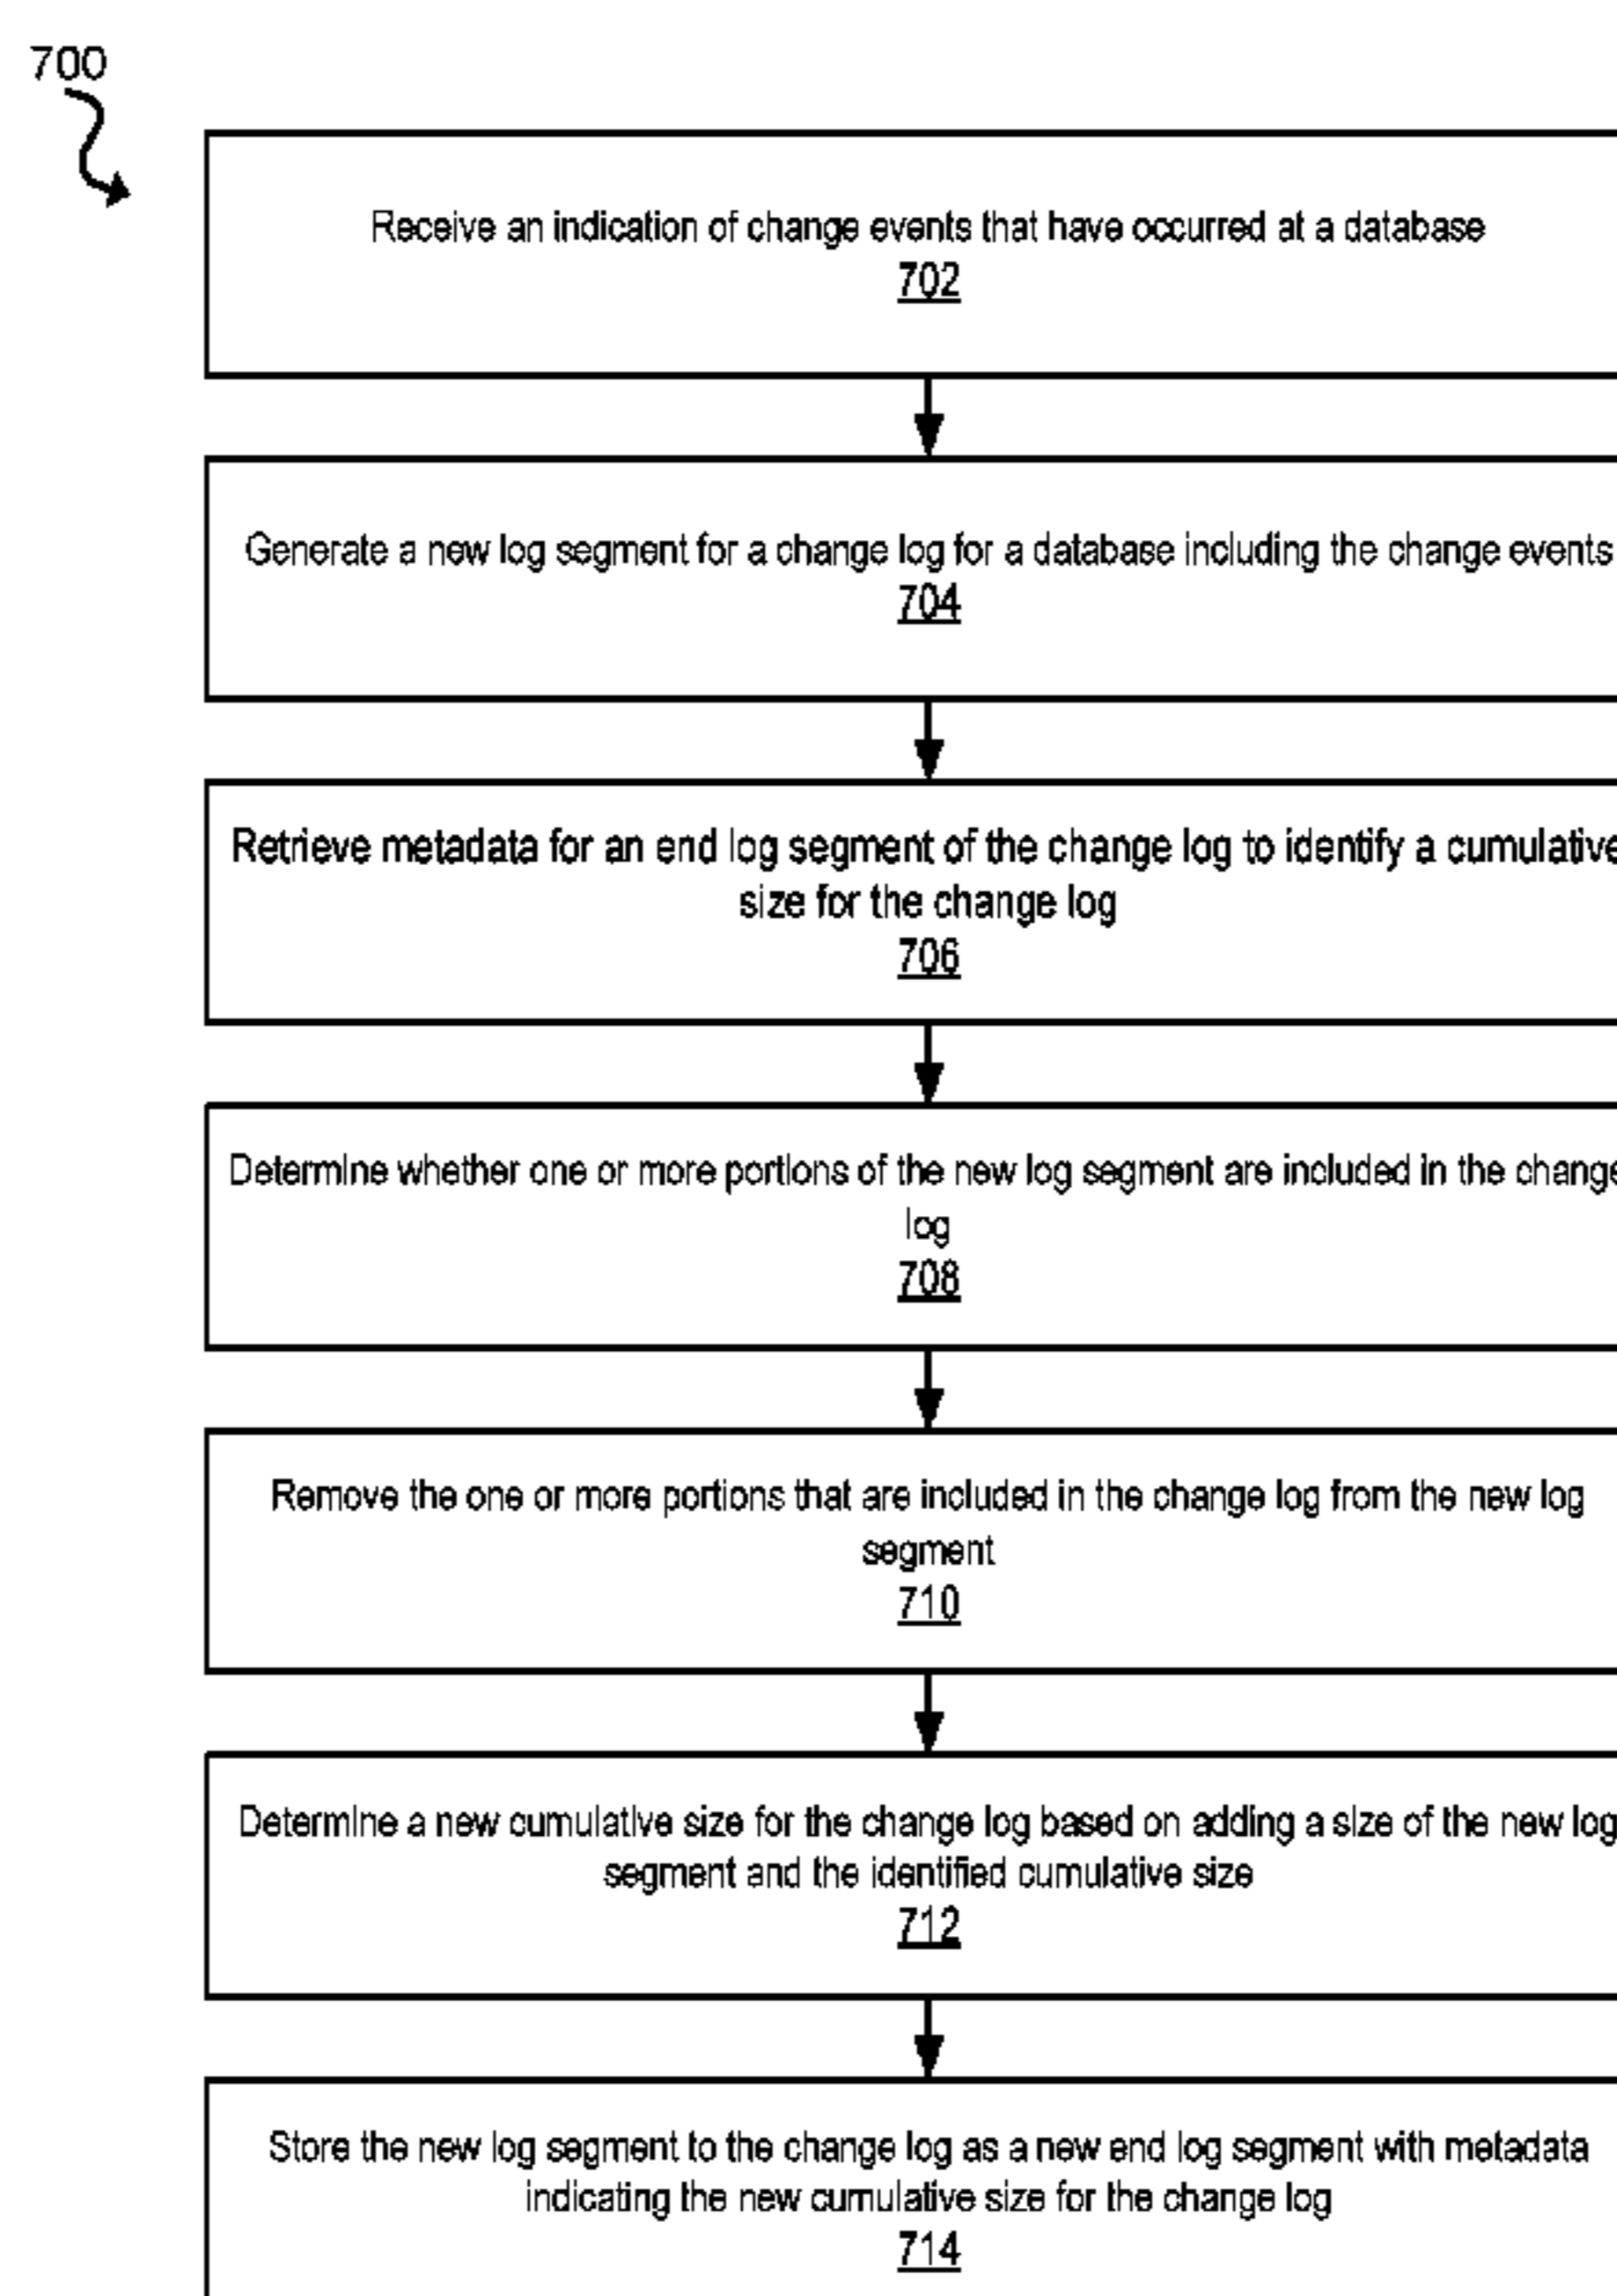 700
Receive an indication of change events that have occurred at a database
702
Generate a new log segment for a change log for a database including the change events
704
Retrieve metadata for an end log segment of the change log to identify a cumulative
size for the change log
706
Determine whether one or more portions of the new log segment are included in the change
log
708
Remove the one or more portions that are included in the change log from the new log
segment
710
Determine a new cumulative size for the change log based on adding a size of the new log
segment and the identified cumulative size
712
Store the new log segment to the change log as a new end log segment with metadata
indicating the new cumulative size for the change log
714